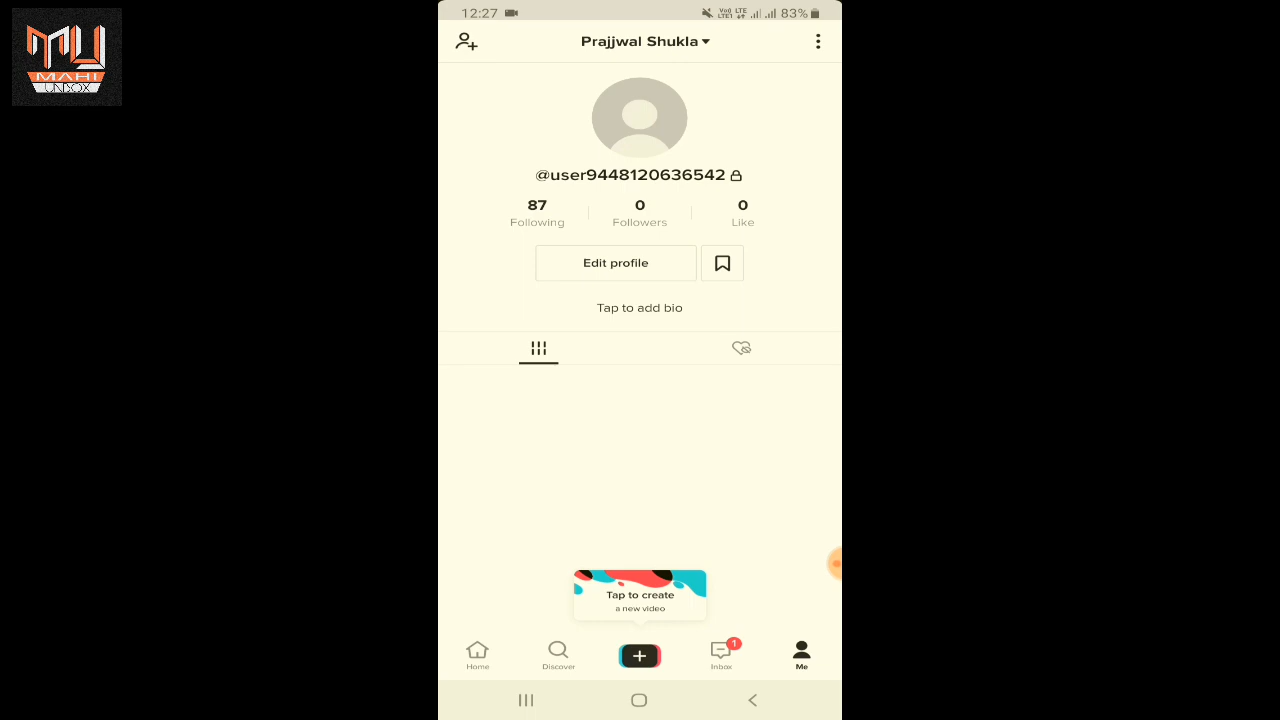 MAHI
UNBOX
12:27
83%
Prajjwal Shukla
@user9448120636542
87
Following
0
Followers
0
Like
Edit profile
Tap to add bio
Tap to create
a new video
Home
Discover
1
Inbox
Me